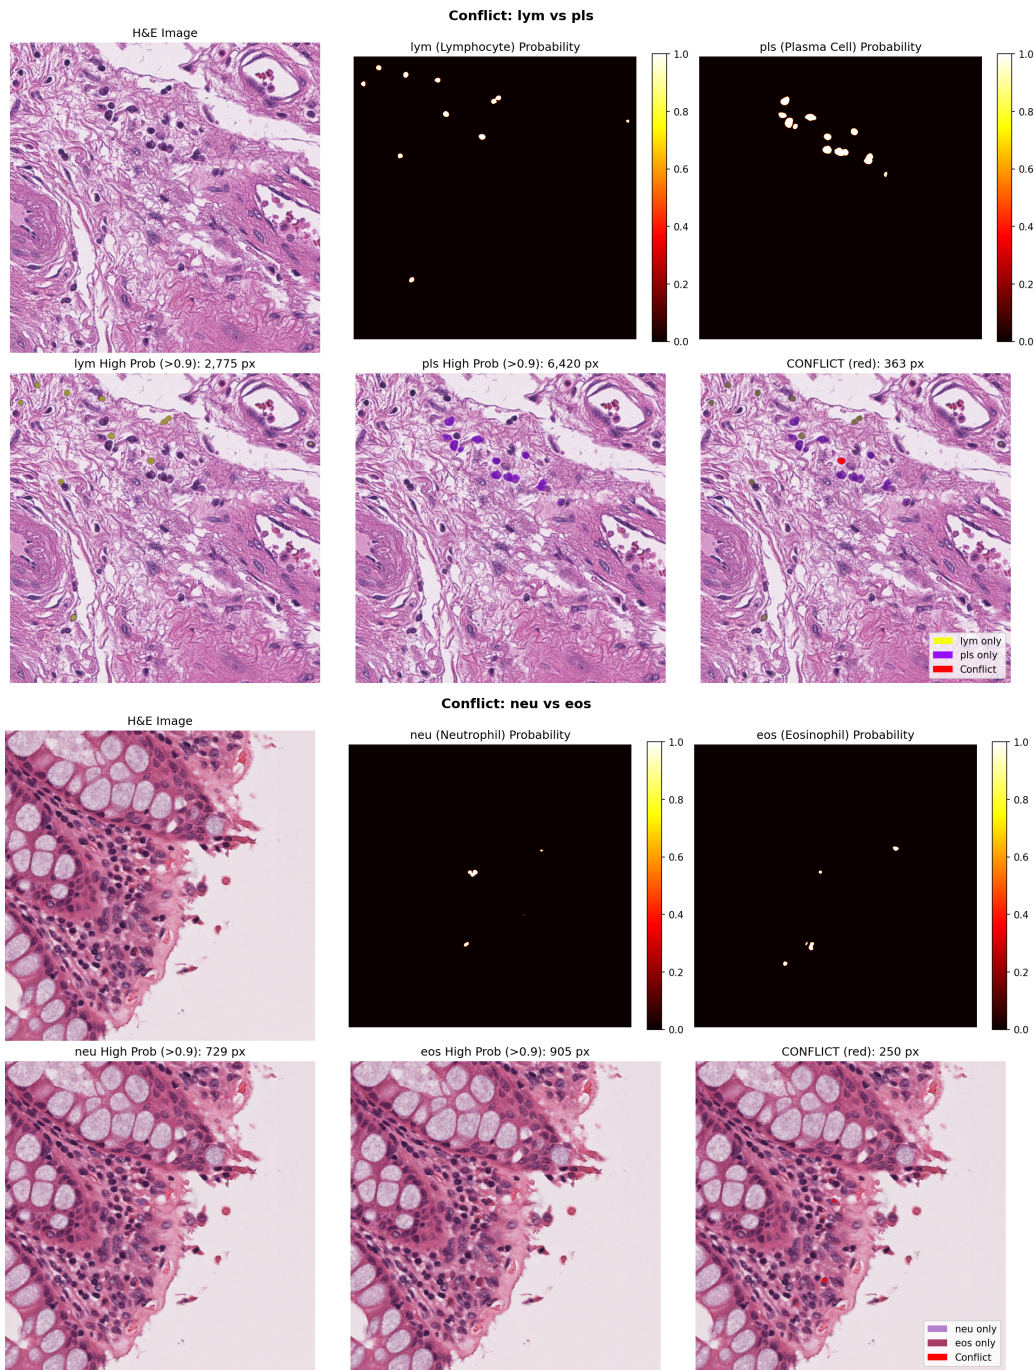 Conflict: lym vs pls
H&E Image
lym (Lymphocyte) Probability
pls (Plasma Cell) Probability
1.0
0.8
0.6
0.4
0.2
0.0
1.0
0.8
0.6
0.4
0.2
0.0
lym High Prob (>0.9): 2,775 px
pls High Prob (>0.9): 6,420 px
CONFLICT (red): 363 px
lym only
pls only
Conflict
Conflict: neu vs eos
H&E Image
neu (Neutrophil) Probability
eos (Eosinophil) Probability
1.0
0.8
0.6
0.4
0.2
0.0
1.0
0.8
0.6
0.4
0.2
0.0
neu High Prob (>0.9): 729 px
eos High Prob (>0.9): 905 px
CONFLICT (red): 250 px
neu only
eos only
Conflict